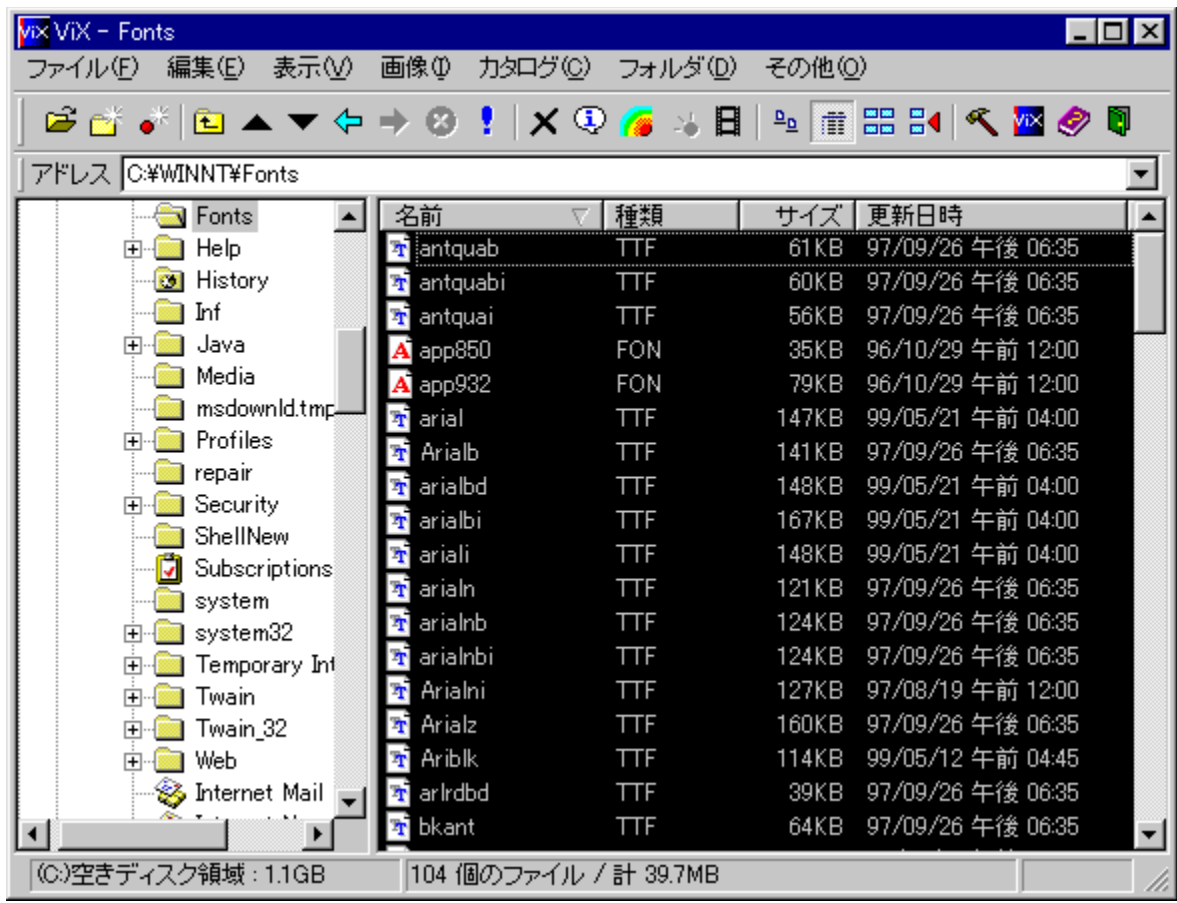 ViX ViX - Fonts
ファイル(F) 編集(E) 表示(V) 画像(I) カタログ(C) フォルダ(D) その他(O)
ViX
アドレス C:¥WINNT¥Fonts
Fonts
Help
History
Inf
Java
Media
msdownld.tmp
Profiles
repair
Security
ShellNew
Subscriptions
system
system32
Temporary Int
Twain
Twain_32
Web
Internet Mail
名前 種類 サイズ 更新日時
antquab TTF 61KB 97/09/26 午後 06:35
antquabi TTF 60KB 97/09/26 午後 06:35
antquai TTF 56KB 97/09/26 午後 06:35
app850 FON 35KB 96/10/29 午前 12:00
app932 FON 79KB 96/10/29 午前 12:00
arial TTF 147KB 99/05/21 午前 04:00
Arialb TTF 141KB 97/09/26 午後 06:35
arialbd TTF 148KB 99/05/21 午前 04:00
arialbi TTF 167KB 99/05/21 午前 04:00
ariali TTF 148KB 99/05/21 午前 04:00
arialn TTF 121KB 97/09/26 午後 06:35
arialnb TTF 124KB 97/09/26 午後 06:35
arialnbi TTF 124KB 97/09/26 午後 06:35
Arialni TTF 127KB 97/08/19 午前 12:00
Arialz TTF 160KB 97/09/26 午後 06:35
Ariblk TTF 114KB 99/05/12 午前 04:45
arlrdbd TTF 39KB 97/09/26 午後 06:35
bkant TTF 64KB 97/09/26 午後 06:35
(C:)空きディスク領域 : 1.1GB 104 個のファイル / 計 39.7MB